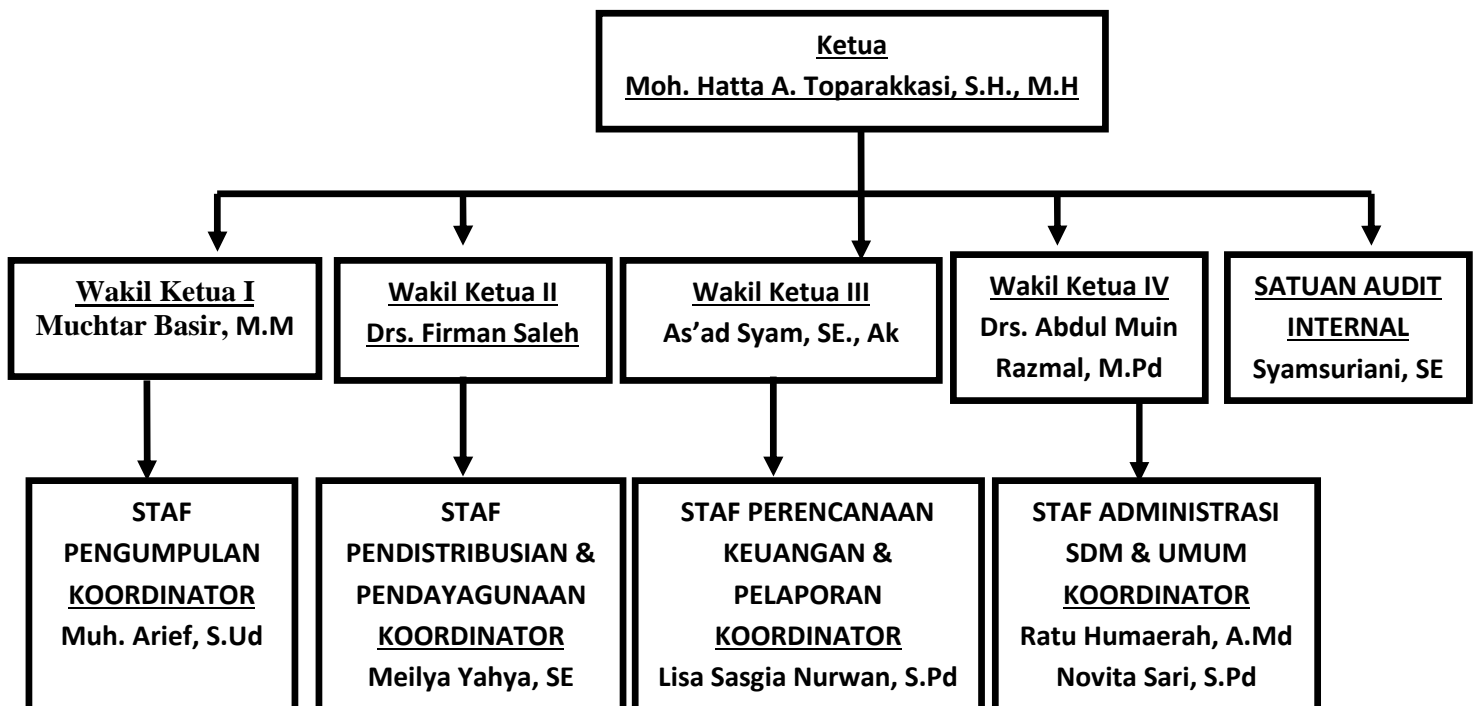 Ketua
Moh. Hatta A. Toparakkasi, S.H., M.H
Wakil Ketua I
Muchtar Basir, M.M
Wakil Ketua II
Drs. Firman Saleh
Wakil Ketua III
As’ad Syam, SE., Ak
Wakil Ketua IV
Drs. Abdul Muin
Razmal, M.Pd
SATUAN AUDIT
INTERNAL
Syamsuriani, SE
STAF
PENGUMPULAN
KOORDINATOR
Muh. Arief, S.Ud
STAF
PENDISTRIBUSIAN &
PENDAYAGUNAAN
KOORDINATOR
Meilya Yahya, SE
STAF PERENCANAAN
KEUANGAN &
PELAPORAN
KOORDINATOR
Lisa Sasgia Nurwan, S.Pd
STAF ADMINISTRASI
SDM & UMUM
KOORDINATOR
Ratu Humaerah, A.Md
Novita Sari, S.Pd